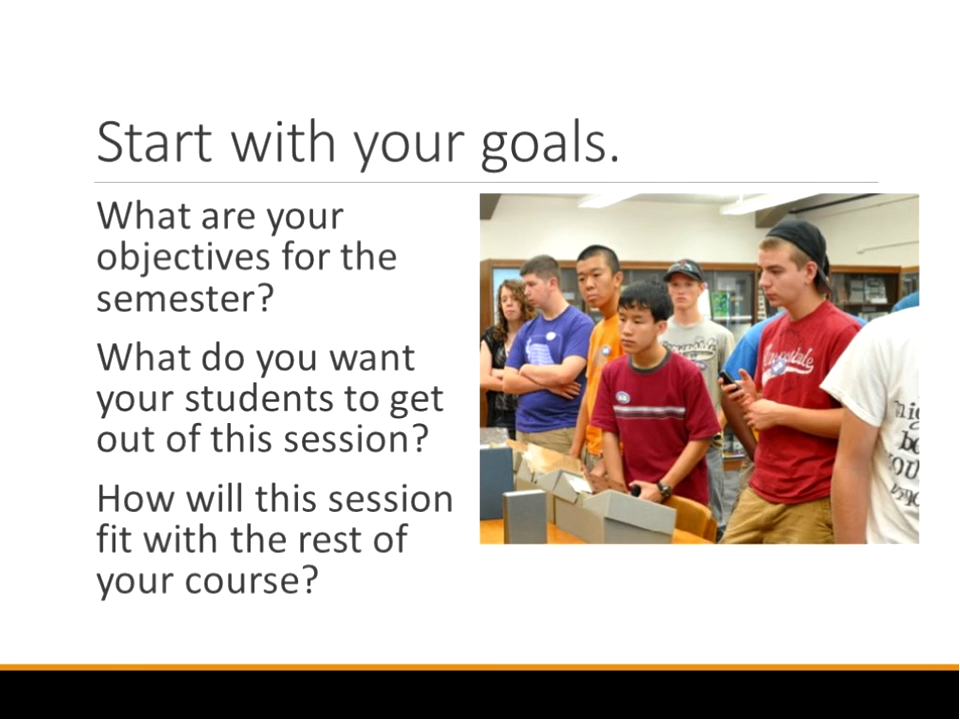 Start with your goals.
What are your
objectives for the
semester?
What do you want
your students to get
out of this session?
How will this session
fit with the rest of
your course?